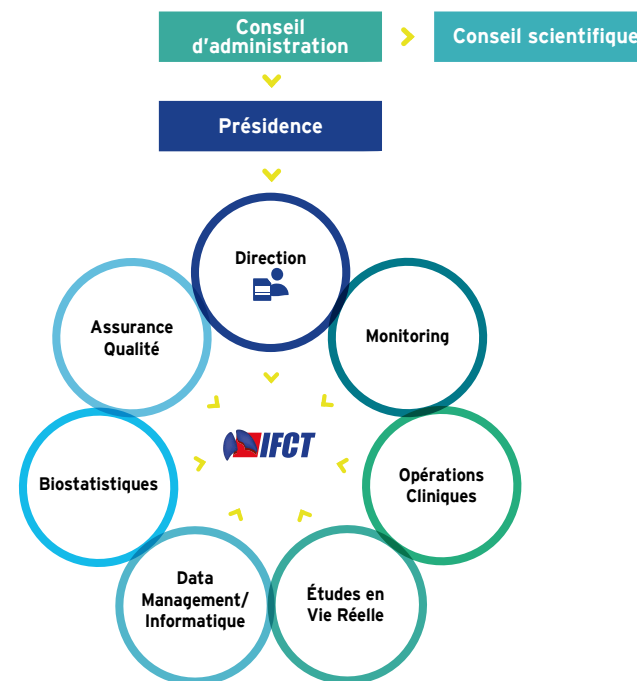 Conseil
d'administration
Conseil scientifique
Présidence
Direction
Assurance
Qualité
Monitoring
IFCT
Biostatistiques
Opérations
Cliniques
Data
Management/
Informatique
Études en
Vie Réelle